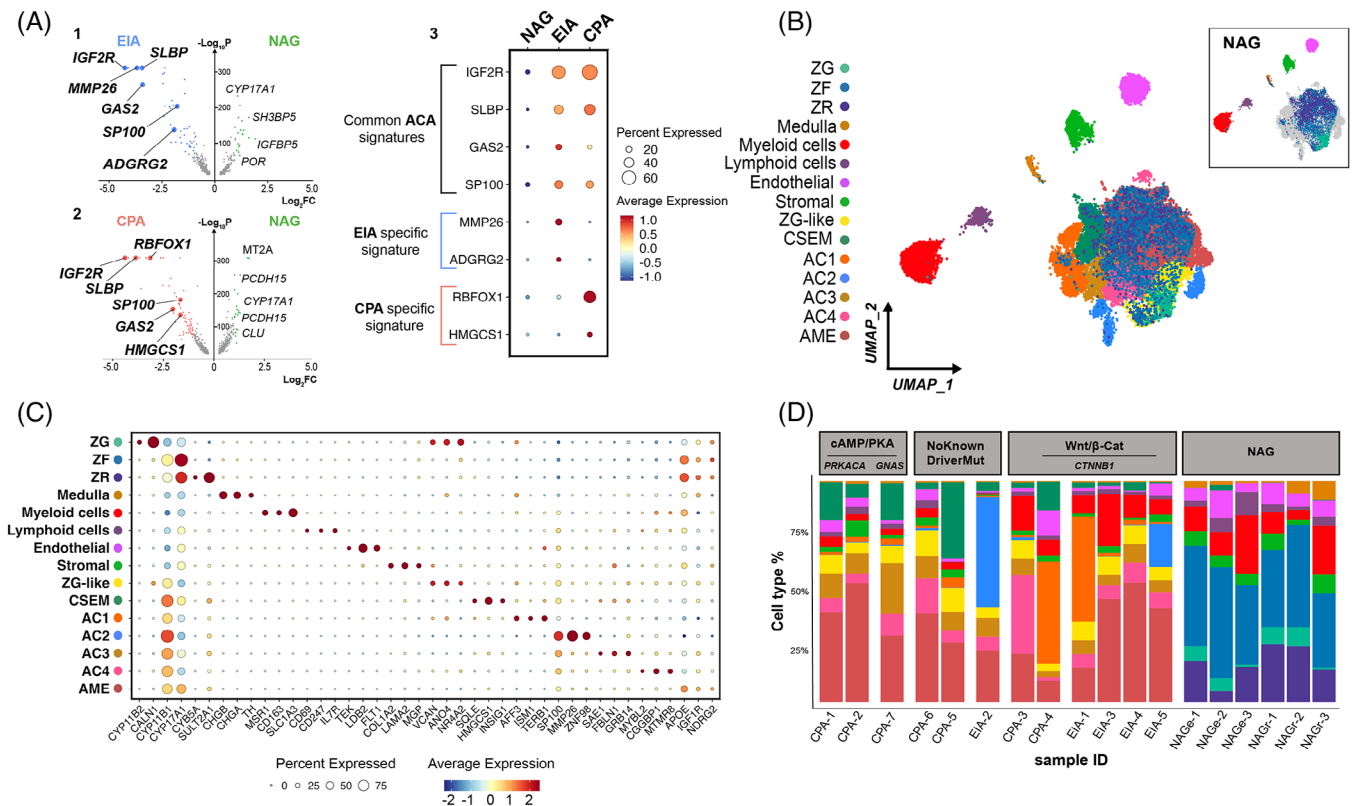 (A)
1
EIA
-Log10P
NAG
IGF2R
SLBP
MMP26
GAS2
SP100
ADGRG2
300
200
100
CYP17A1
SH3BP5
IGFBP5
POR
-5.0
-2.5
0
2.5
5.0
Log2FC
2
CPA
-Log10P
NAG
RBFOX1
IGF2R
SLBP
SP100
GAS2
HMGCS1
300
200
100
MT2A
PCDH15
CYP17A1
PCDH15
CLU
-5.0
-2.5
0
2.5
5.0
Log2FC
3
NAG
EIA
CPA
Common ACA
signatures
IGF2R
SLBP
GAS2
SP100
EIA specific
signature
MMP26
ADGRG2
CPA specific
signature
RBFOX1
HMGCS1
Percent Expressed
20
40
60
Average Expression
1.0
0.5
0.0
-0.5
-1.0
(B)
ZG
ZF
ZR
Medulla
Myeloid cells
Lymphoid cells
Endothelial
Stromal
ZG-like
CSEM
AC1
AC2
AC3
AC4
AME
UMAP_2
UMAP_1
NAG
(C)
ZG
ZF
ZR
Medulla
Myeloid cells
Lymphoid cells
Endothelial
Stromal
ZG-like
CSEM
AC1
AC2
AC3
AC4
AME
CYP11B2
CALN1
CYP11B1
CYP17A1
CYB5A
SULT2A1
CHGB
CHGA
TH
MSR1
CD163
SLC1A3
CD69
CD247
IL7R
TEK
LDB2
FLT1
COL1A2
LAMA2
MGP
VCAN
ANO4
NR4A2
SQLE
HMGCS1
INSIG1
AFF3
ISM1
TERB1
SP100
MMP26
ZNF98
SAE1
FBLN1
GRB14
MYBL2
CGGBP1
MTMR8
APOE
IGF1R
NDRG2
Percent Expressed
0
25
50
75
Average Expression
-2
-1
0
1
2
(D)
cAMP/PKA
PRKACA
GNAS
NoKnown
DriverMut
Wnt/β-Cat
CTNNB1
NAG
Cell type %
75%
50%
25%
CPA-1
CPA-2
CPA-7
CPA-6
CPA-5
EIA-2
CPA-3
CPA-4
EIA-1
EIA-3
EIA-4
EIA-5
NAGe-1
NAGe-2
NAGe-3
NAGr-1
NAGr-2
NAGr-3
sample ID